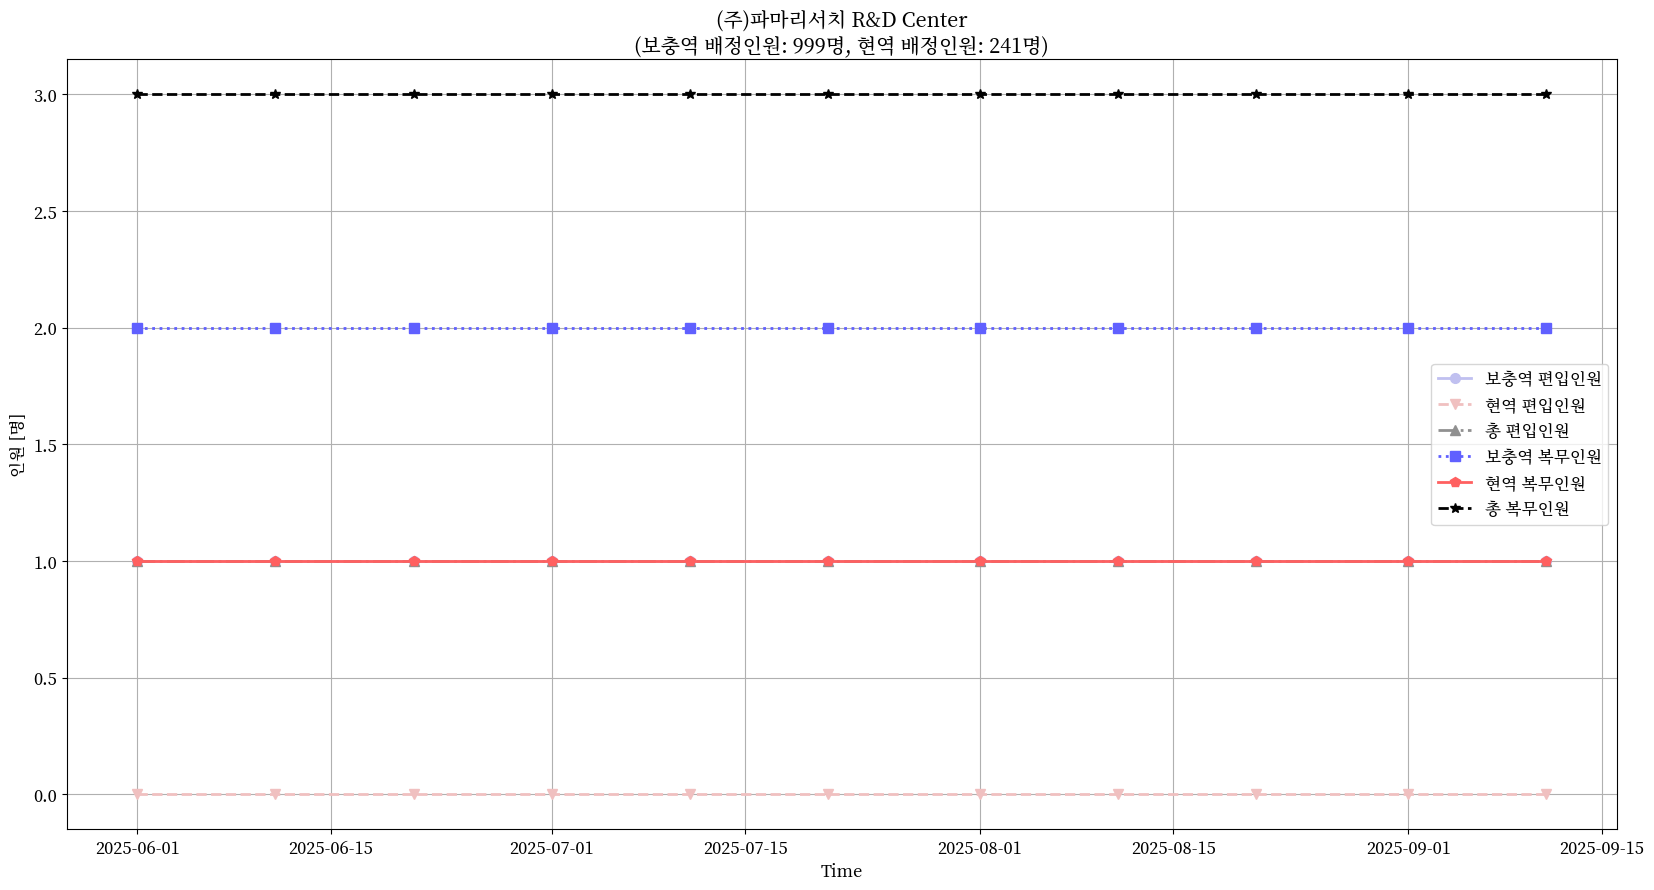 (주)파마리서치 R&D Center
(보충역 배정인원: 999명, 현역 배정인원: 241명)
3.0
2.5
2.0
1.5
1.0
0.5
0.0
인원 [명]
보충역 편입인원
현역 편입인원
총 편입인원
보충역 복무인원
현역 복무인원
총 복무인원
2025-06-01 2025-06-15 2025-07-01 2025-07-15 2025-08-01 2025-08-15 2025-09-01 2025-09-15
Time